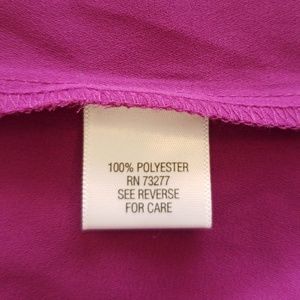 100% POLYESTER
RN 73277
SEE REVERSE
FOR CARE